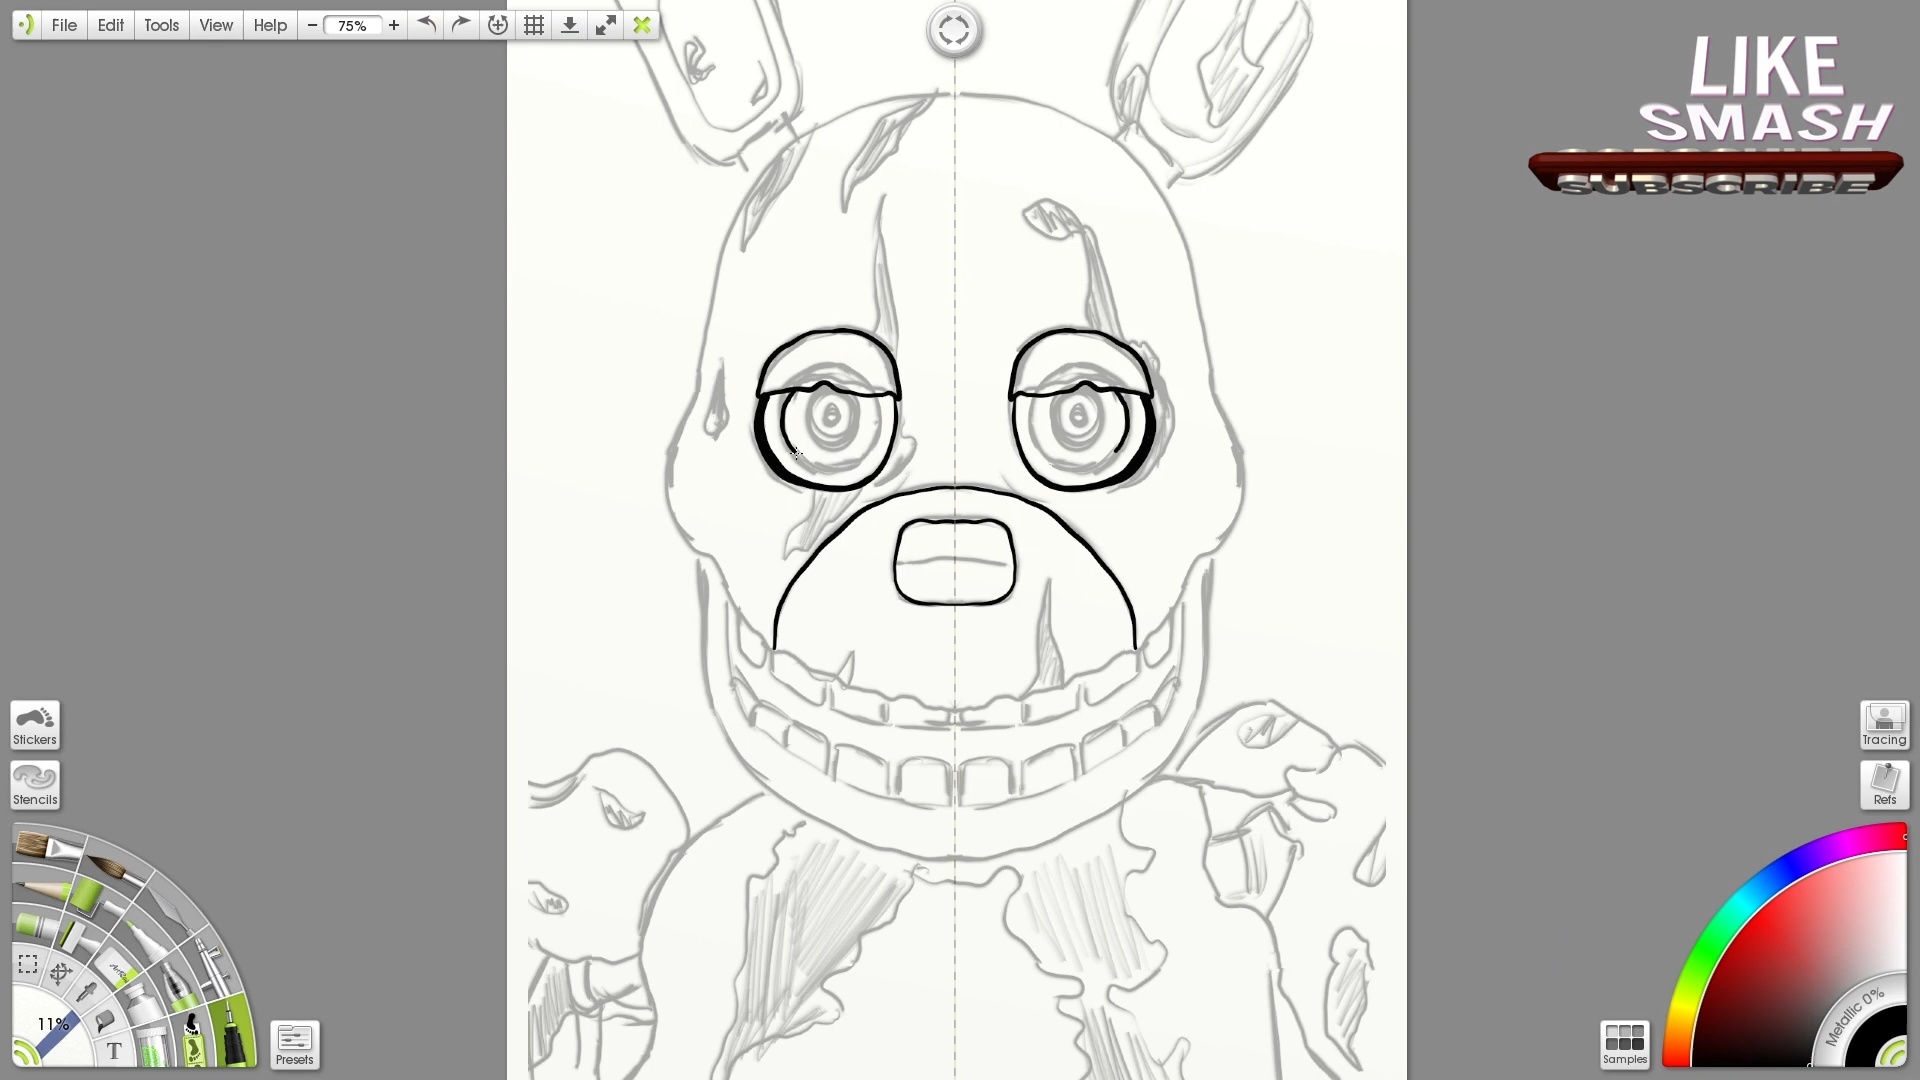 File Edit Tools View Help 75%
LIKE
SMASH
SUBSCRIBE
Stickers
Stencils
Tracing
Refs
11%
T
Presets
Metallic 0%
Samples